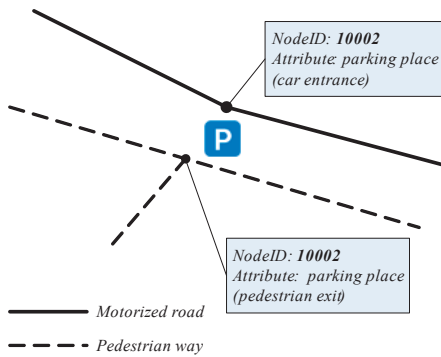 NodeID: 10002
Attribute: parking place
(car entrance)
P
NodeID: 10002
Attribute:  parking place
(pedestrian exit)
Motorized road
Pedestrian way